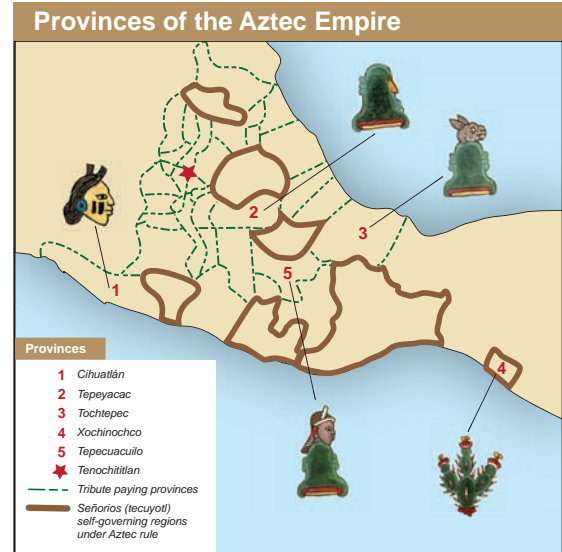 Provinces of the Aztec Empire
2
3
5
1
4
Provinces
1 Cihuatlán
2 Tepeyacac
3 Tochtepec
4 Xochinochco
5 Tepecuacuilo
Tenochititlan
Tribute paying provinces
Señorios (tecuyotl)
self-governing regions
under Aztec rule